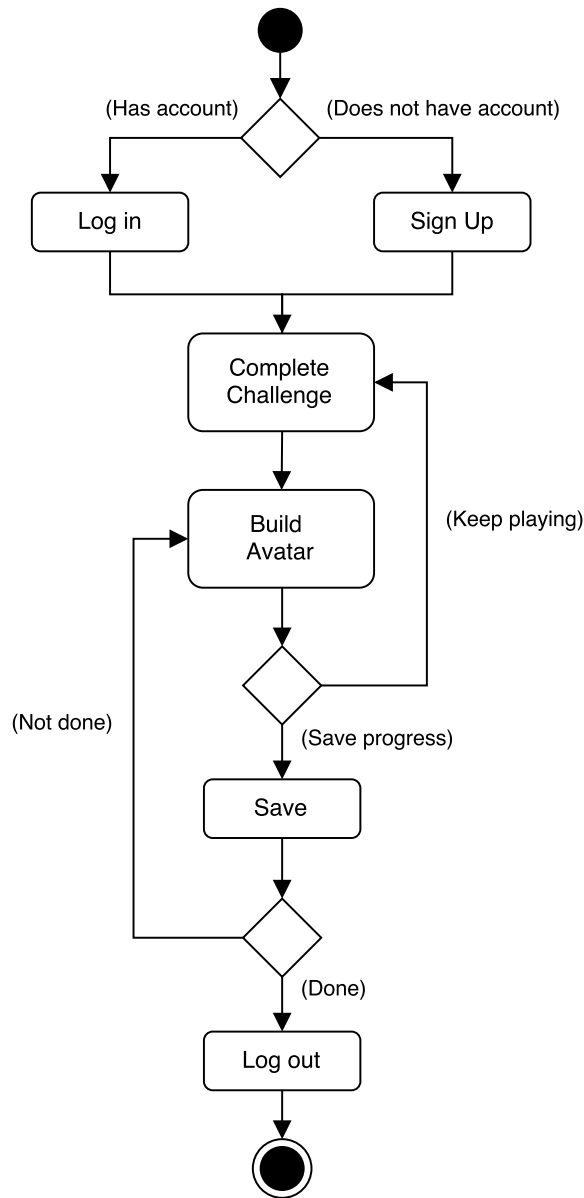 (Has account)
(Does not have account)
Log in
Sign Up
Complete
Challenge
Build
Avatar
(Keep playing)
(Not done)
(Save progress)
Save
(Done)
Log out